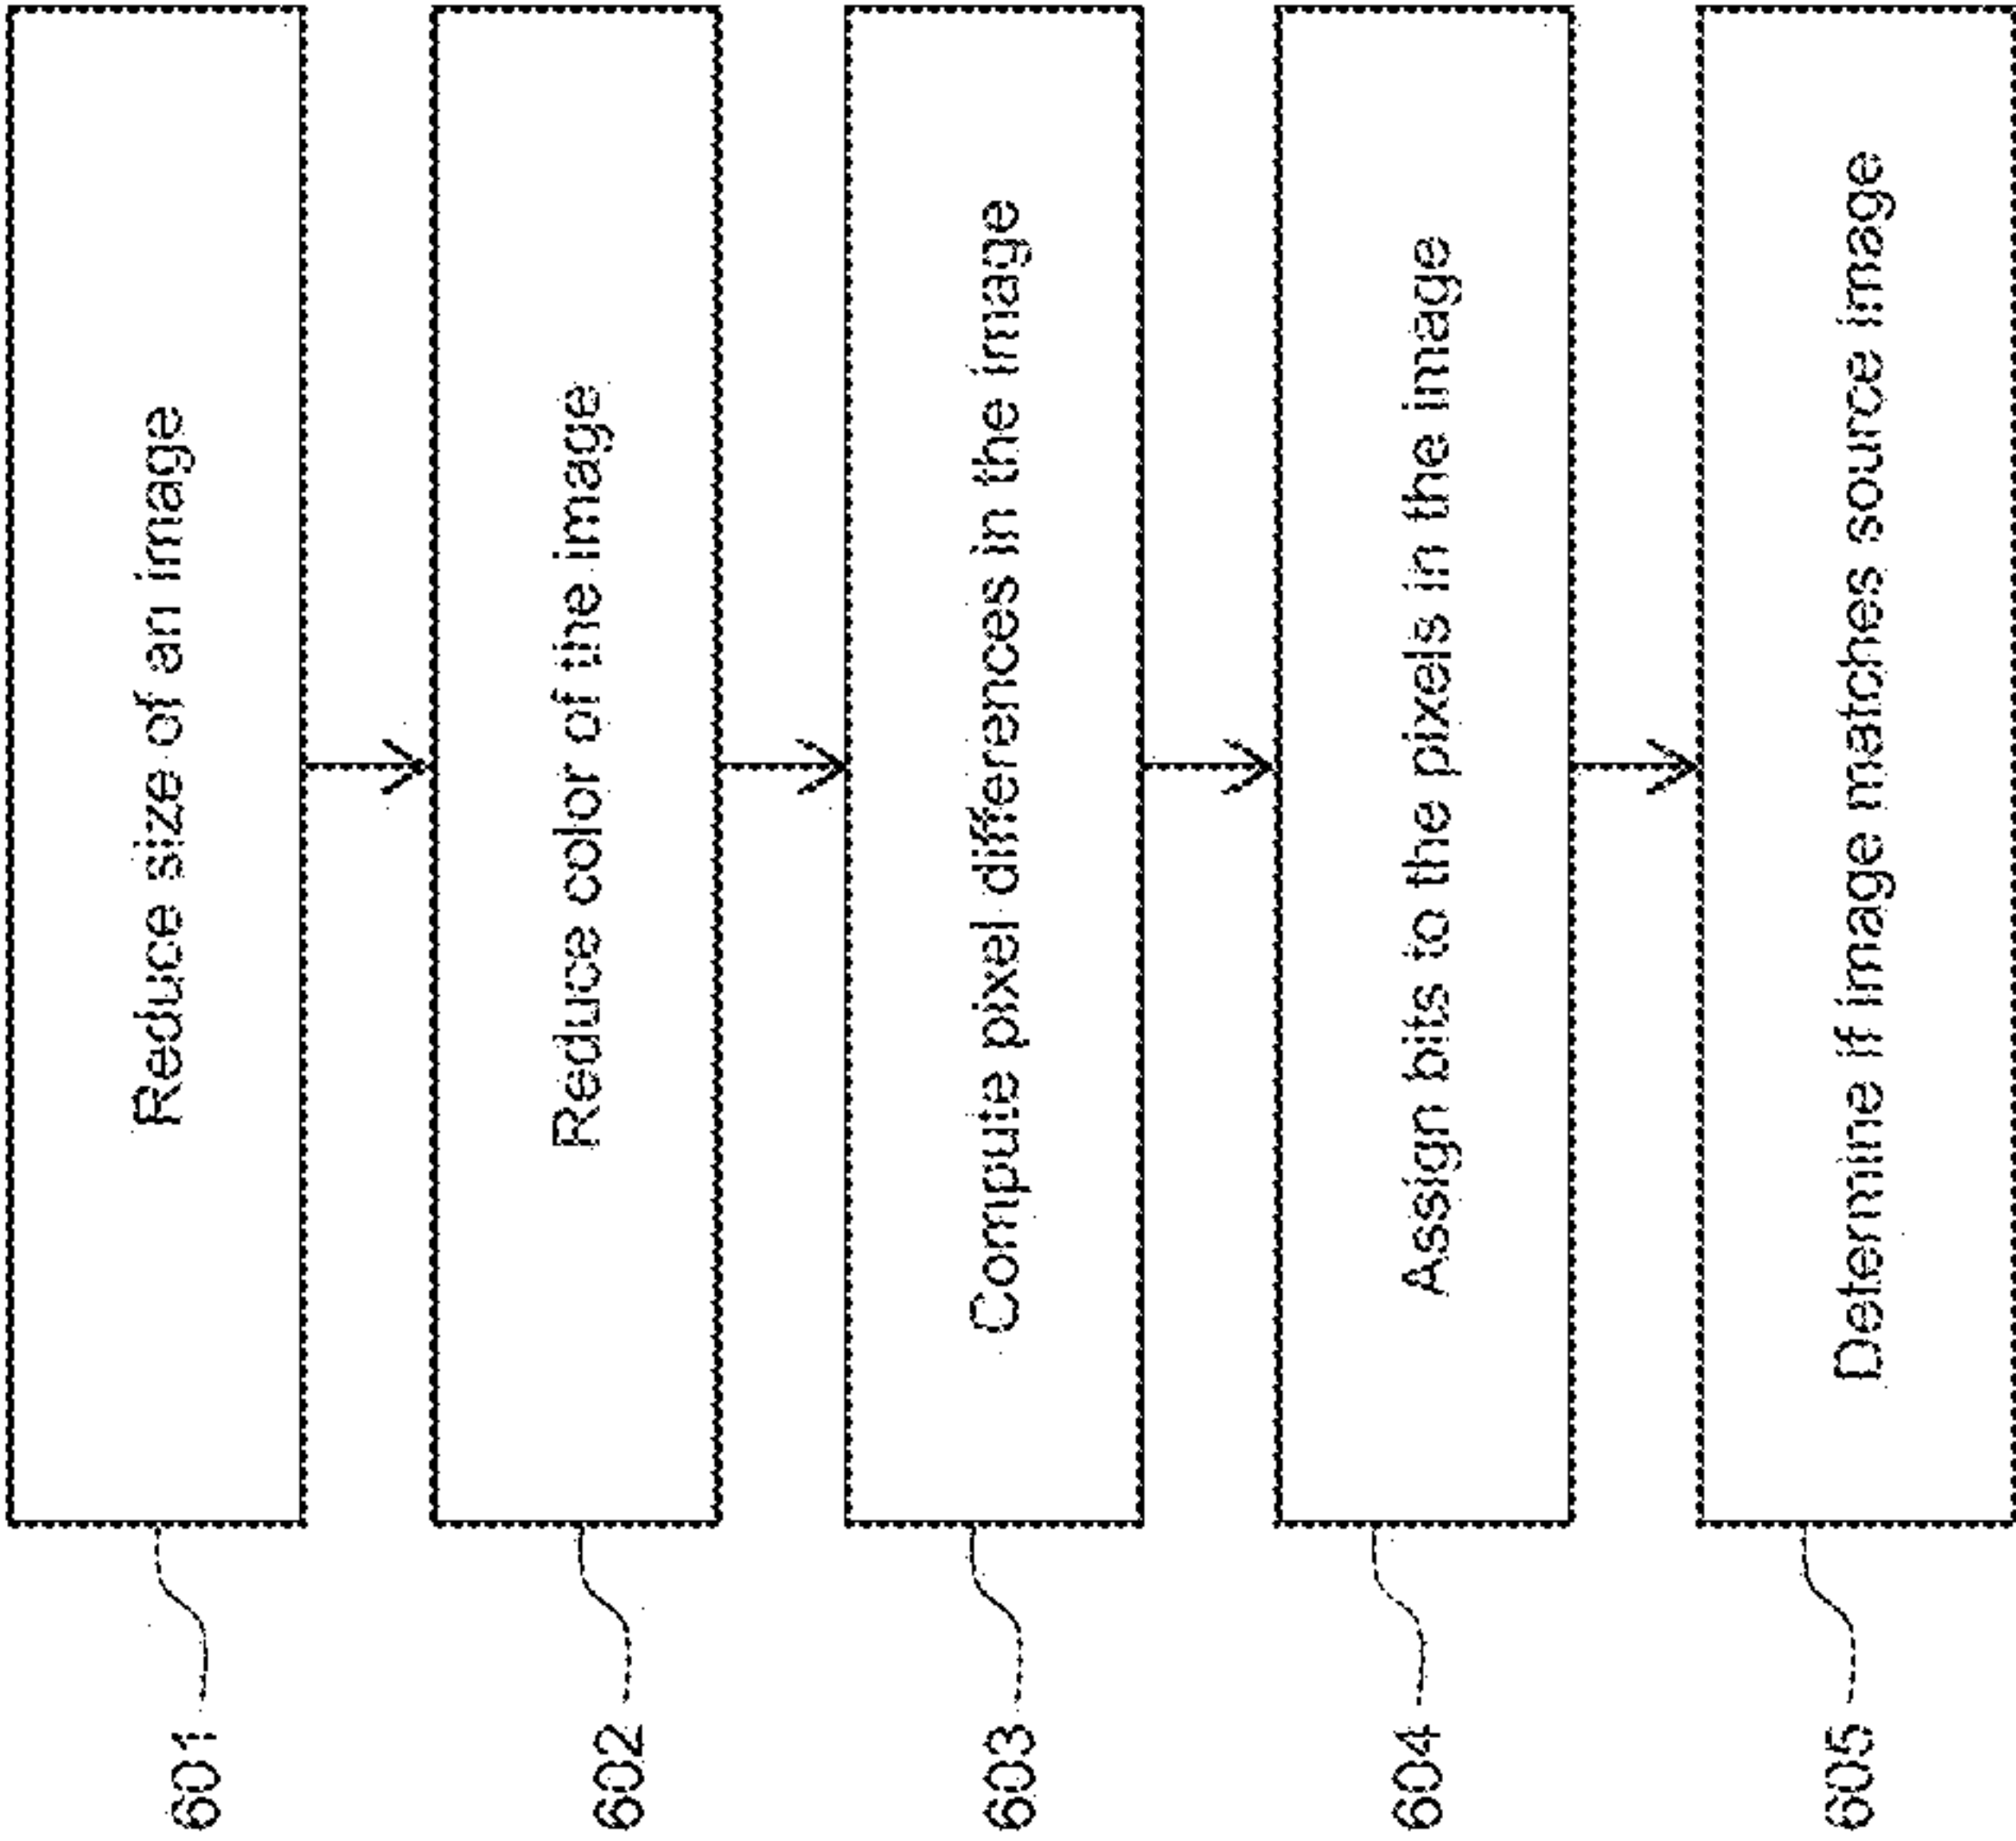 601
Reduce size of an image
602
Reduce color of the image
603
Compute pixel differences in the image
604
Assign bits to the pixels in the image
605
Determine if image matches source image